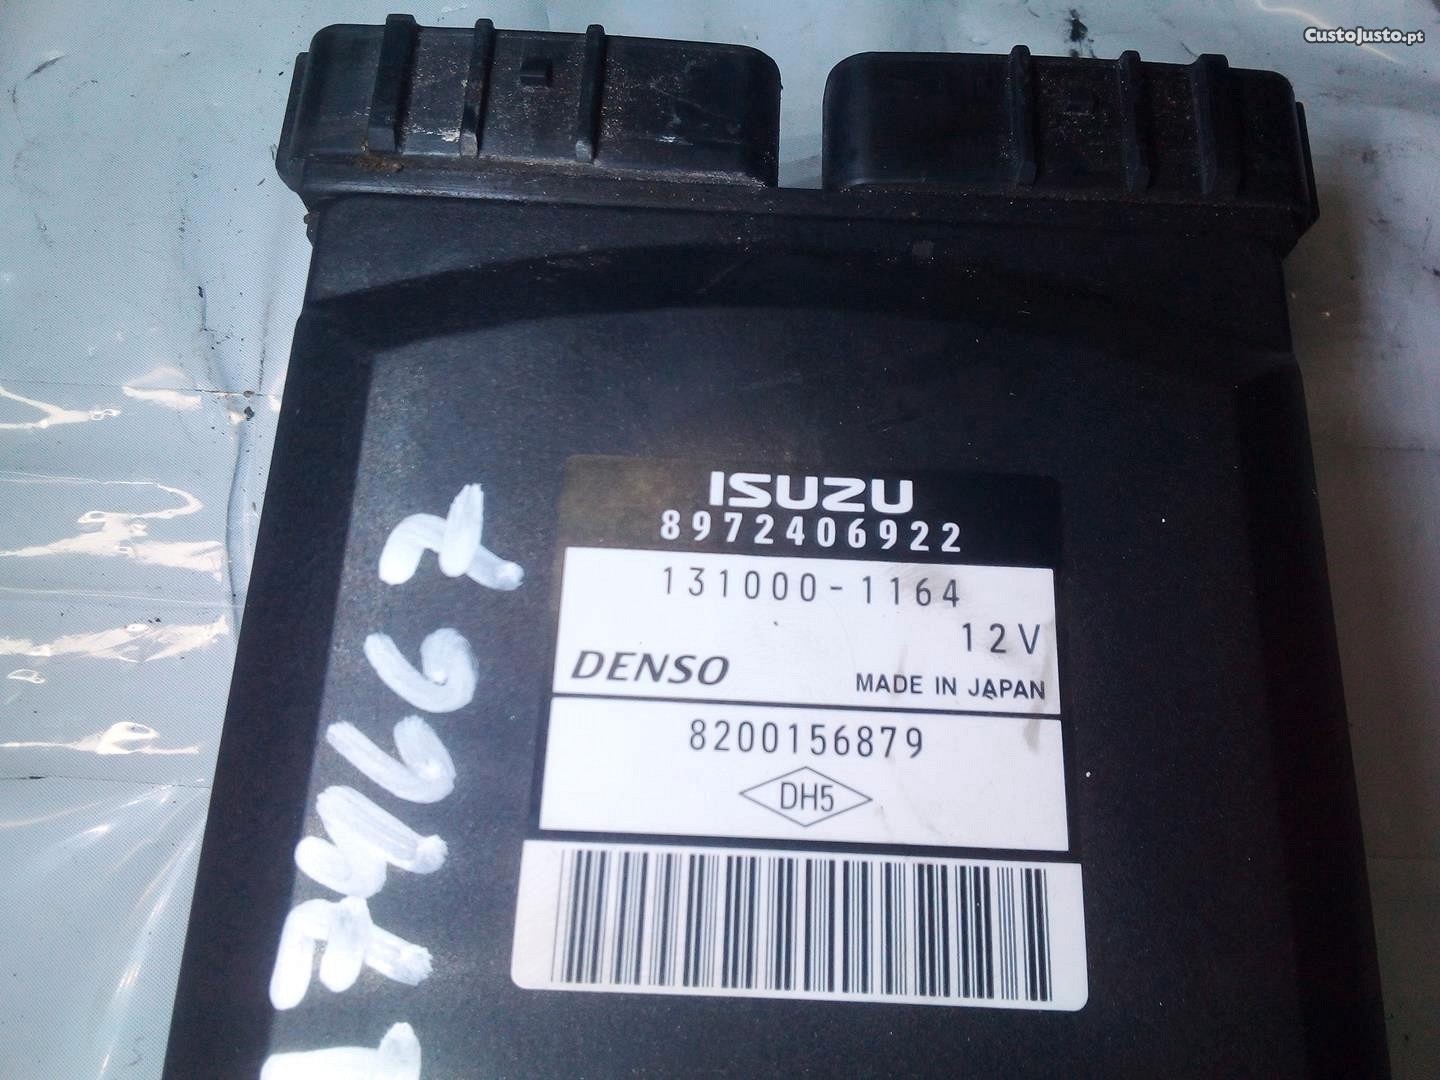 CustoJusto.pt
ISUZU
8972406922
131000-1164
12V
DENSO
MADE IN JAPAN
8200156879
DH5